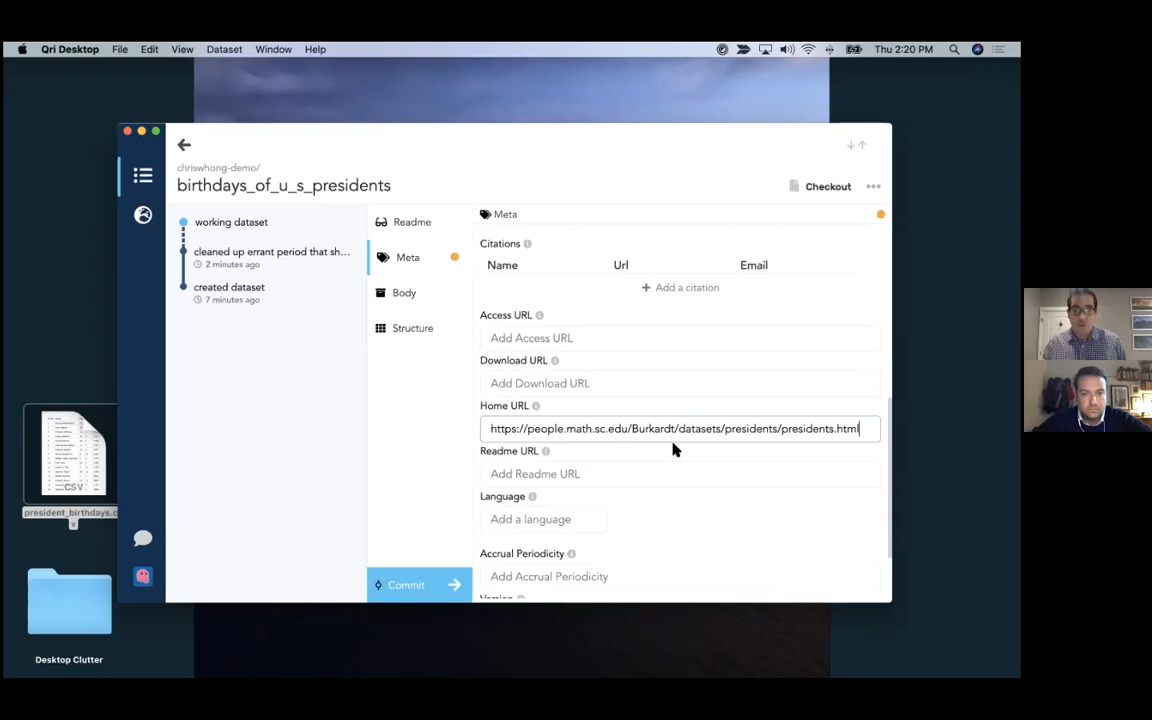 Qri Desktop File Edit View Dataset Window Help
Thu 2:20 PM
chriswhong-demo/
birthdays_of_u_s_presidents
Checkout
working dataset
cleaned up errant period that sh...
2 minutes ago
created dataset
7 minutes ago
Readme
Meta
Body
Structure
Commit
Meta
Citations
Name Url Email
+ Add a citation
Access URL
Add Access URL
Download URL
Add Download URL
Home URL
https://people.math.sc.edu/Burkardt/datasets/presidents/presidents.html
Readme URL
Add Readme URL
Language
Add a language
Accrual Periodicity
Add Accrual Periodicity
Version
CSV
president_birthdays.c
v
Desktop Clutter